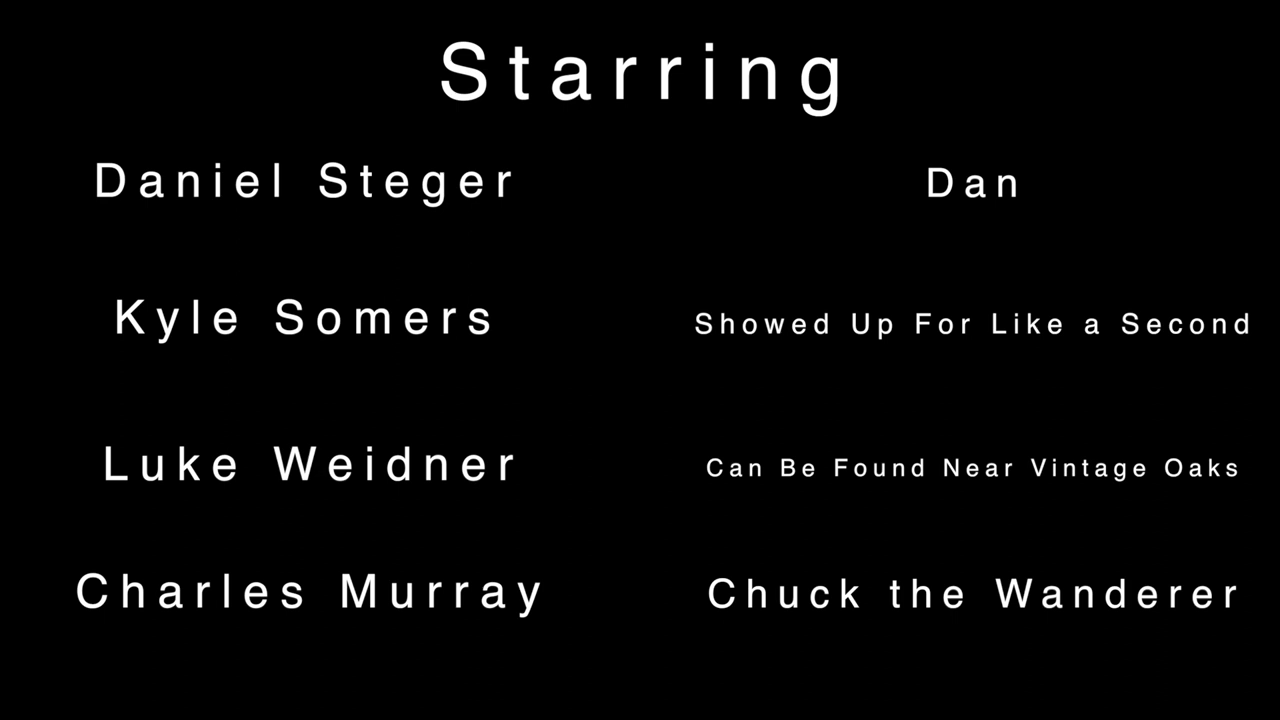 Starring
Daniel Steger Dan
Kyle Somers Showed Up For Like a Second
Luke Weidner Can Be Found Near Vintage Oaks
Charles Murray Chuck the Wanderer